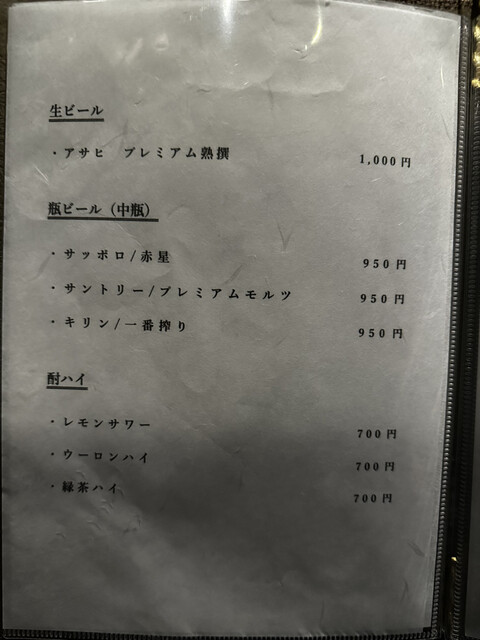 生ビール
・アサヒ プレミアム熟撰 1,000円
瓶ビール（中瓶）
・サッポロ/赤星 950円
・サントリー/プレミアムモルツ 950円
・キリン/一番搾り 950円
酎ハイ
・レモンサワー 700円
・ウーロンハイ 700円
・緑茶ハイ 700円